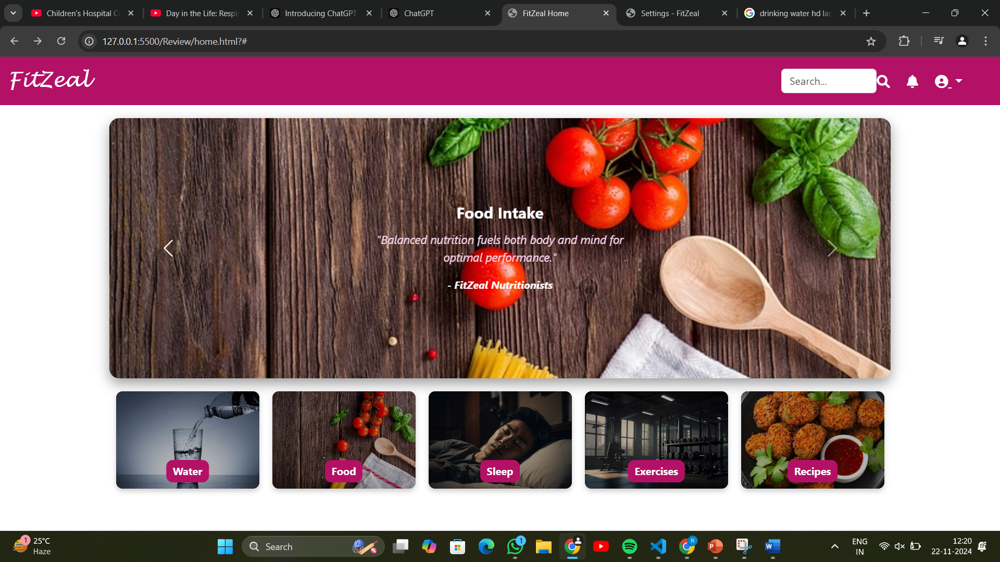 Children's Hospital C
Day in the Life: Respi
Introducing ChatGPT
ChatGPT
FitZeal Home
Settings - FitZeal
drinking water hd lan
127.0.0.1:5500/Review/home.html?#
FitZeal
Search...
Food Intake
"Balanced nutrition fuels both body and mind for
optimal performance."
- FitZeal Nutritionists
Water
Food
Sleep
Exercises
Recipes
1
25°C
Haze
Search
1
R
ENG
IN
12:20
22-11-2024